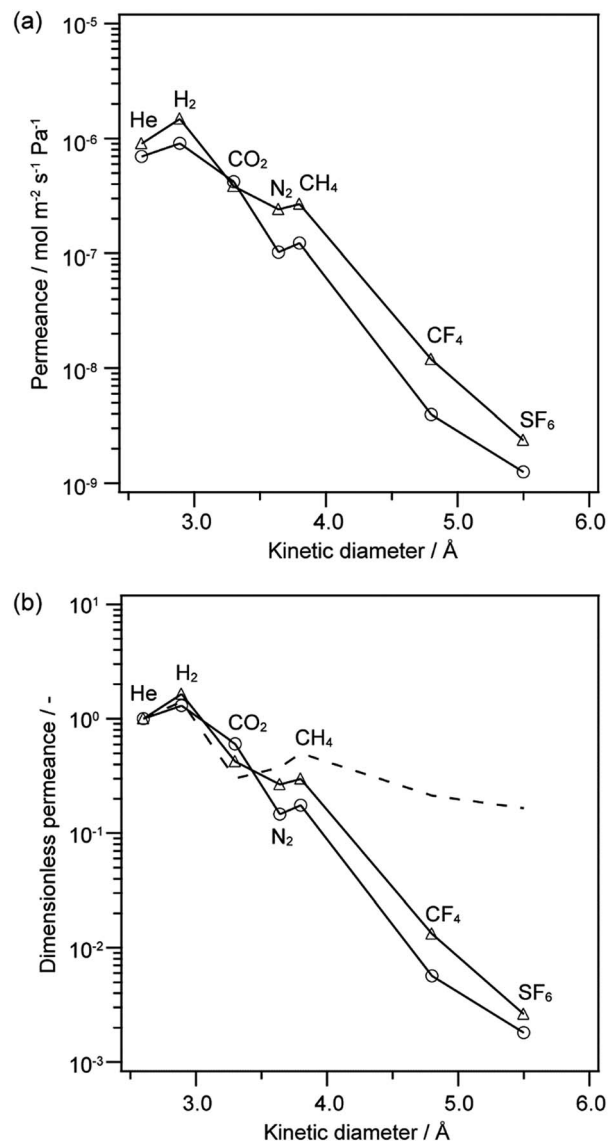 (a)
10⁻⁵
10⁻⁶
10⁻⁷
10⁻⁸
10⁻⁹
Permeance / mol m⁻² s⁻¹ Pa⁻¹
He
H₂
CO₂
N₂
CH₄
CF₄
SF₆
3.0 4.0 5.0 6.0
Kinetic diameter / Å
(b)
10¹
10⁰
10⁻¹
10⁻²
10⁻³
Dimensionless permeance / -
He
H₂
CO₂
CH₄
N₂
CF₄
SF₆
3.0 4.0 5.0 6.0
Kinetic diameter / Å